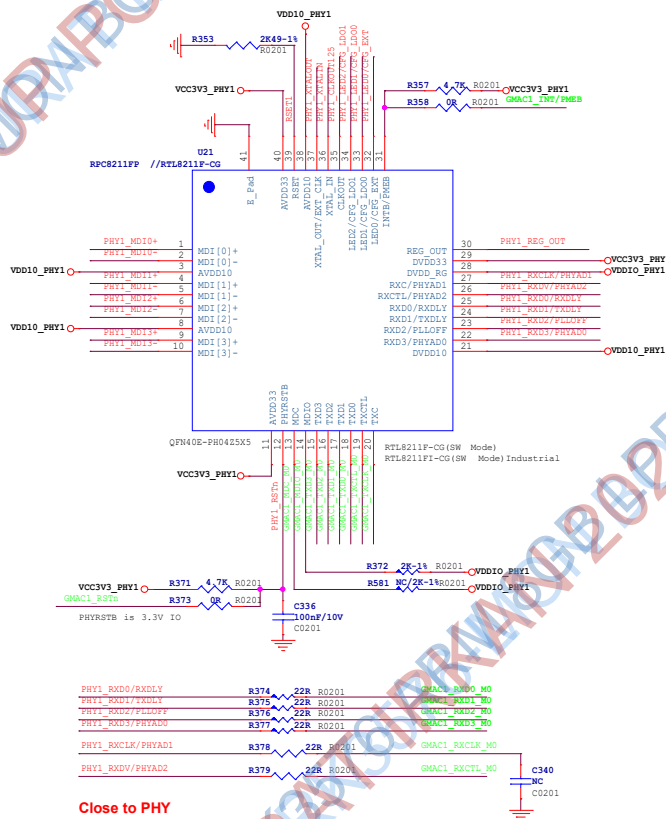 VDD10_PHY1
R353 2K49-1%
R0201
VCC3V3_PHY1
RSET1
PHY1_XTALOUT
PHY1_XTALIN
PHY1_CLKOUT125
PHY1_LED2/CFG_LDO1
PHY1_LED1/CFG_LDO0
PHY1_LED0/CFG_EXT
R357 4.7K R0201 VCC3V3_PHY1
R358 0R R0201 GMAC1_INT/PMEB
U21
RPC8211FP //RTL8211F-CG
41 40 39 38 37 36 35 34 33 32 31
E_Pad
AVDD33
RSET
AVDD10
XTAL_OUT/EXT_CLK
XTAL_IN
CLKOUT
LED2/CFG_LDO1
LED1/CFG_LDO0
LED0/CFG_EXT
INTB/PMEB
PHY1_MDI0+ 1 MDI[0]+
PHY1_MDI0- 2 MDI[0]-
VDD10_PHY1 3 AVDD10
PHY1_MDI1+ 4 MDI[1]+
PHY1_MDI1- 5 MDI[1]-
PHY1_MDI2+ 6 MDI[2]+
PHY1_MDI2- 7 MDI[2]-
VDD10_PHY1 8 AVDD10
PHY1_MDI3+ 9 MDI[3]+
PHY1_MDI3- 10 MDI[3]-
REG_OUT 30 PHY1_REG_OUT
DVDD33 29 VCC3V3_PHY1
DVDD_RG 28 VDDIO_PHY1
RXC/PHYAD1 27 PHY1_RXCLK/PHYAD1
RXCTL/PHYAD2 26 PHY1_RXDV/PHYAD2
RXD0/RXDLY 25 PHY1_RXD0/RXDLY
RXD1/TXDLY 24 PHY1_RXD1/TXDLY
RXD2/PLLOFF 23 PHY1_RXD2/PLLOFF
RXD3/PHYAD0 22 PHY1_RXD3/PHYAD0
DVDD10 21 VDD10_PHY1
AVDD33
PHYRSTB
MDC
MDIO
TXD3
TXD2
TXD1
TXD0
TXCTL
TXC
QFN40E-PH04Z5X5
11 12 13 14 15 16 17 18 19 20
RTL8211F-CG(SW Mode)
RTL8211FI-CG(SW Mode)Industrial
VCC3V3_PHY1
PHY1_RSTn
GMAC1_MDC_M0
GMAC1_MDIO_M0
GMAC1_TXD3_M0
GMAC1_TXD2_M0
GMAC1_TXD1_M0
GMAC1_TXD0_M0
GMAC1_TXCTL_M0
GMAC1_TXCLK_M0
R372 2K-1% R0201 VDDIO_PHY1
R581 NC/2K-1% R0201 VDDIO_PHY1
VCC3V3_PHY1 R371 4.7K R0201
GMAC1_RSTn R373 0R R0201
PHYRSTB is 3.3V IO
C336
100nF/10V
C0201
PHY1_RXD0/RXDLY R374 22R R0201 GMAC1_RXD0_M0
PHY1_RXD1/TXDLY R375 22R R0201 GMAC1_RXD1_M0
PHY1_RXD2/PLLOFF R376 22R R0201 GMAC1_RXD2_M0
PHY1_RXD3/PHYAD0 R377 22R R0201 GMAC1_RXD3_M0
PHY1_RXCLK/PHYAD1 R378 22R R0201 GMAC1_RXCLK_M0
PHY1_RXDV/PHYAD2 R379 22R R0201 GMAC1_RXCTL_M0
C340
NC
C0201
Close to PHY